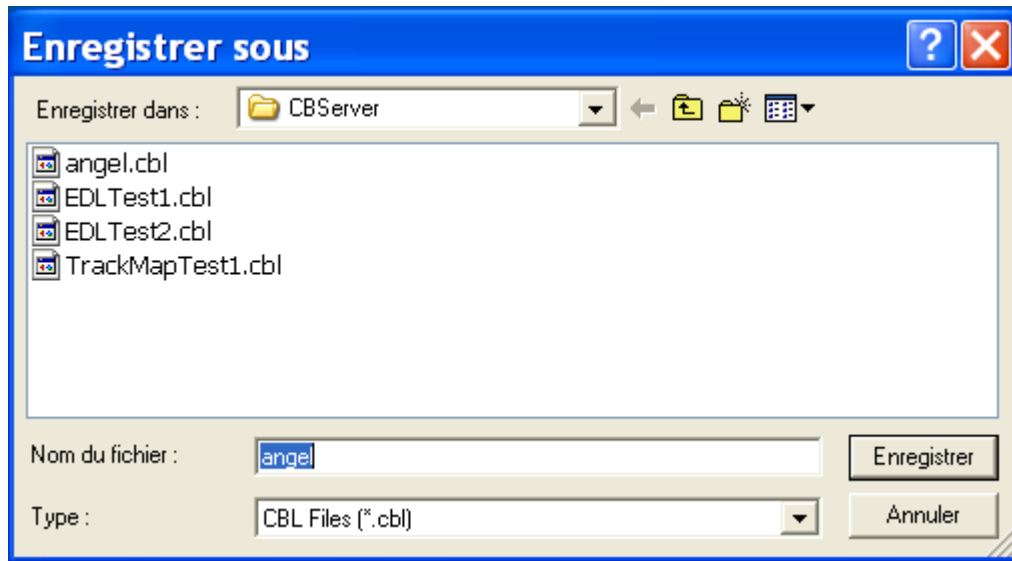 Enregistrer sous
Enregistrer dans : CBServer
angel.cbl
EDLTest1.cbl
EDLTest2.cbl
TrackMapTest1.cbl
Nom du fichier : angel Enregistrer
Type : CBL Files (*.cbl) Annuler